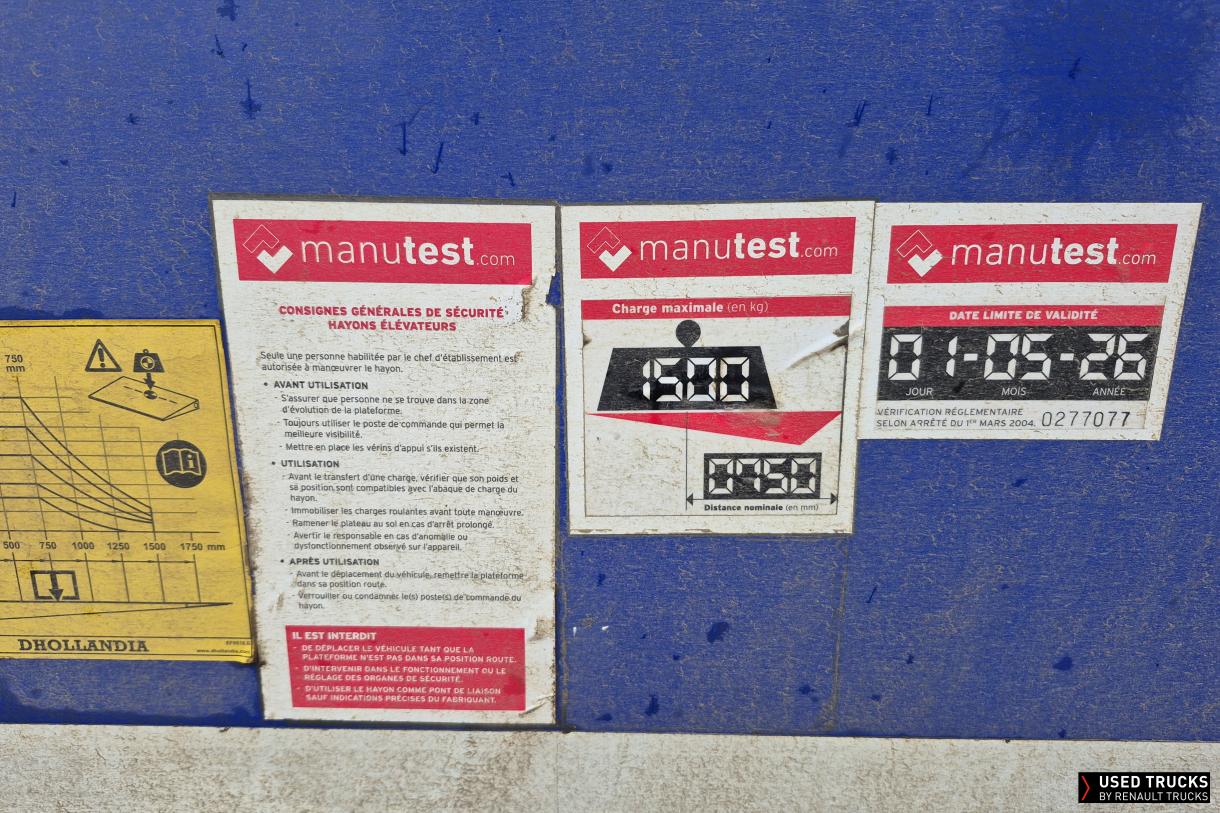 750
mm
500 750 1000 1250 1500 1750 mm
DHOLLANDIA
manutest.com
CONSIGNES GÉNÉRALES DE SÉCURITÉ
HAYONS ÉLÉVATEURS
Seule une personne habilitée par le chef d'établissement est
autorisée à manœuvrer le hayon.
• AVANT UTILISATION
- S'assurer que personne ne se trouve dans la zone
d'évolution de la plateforme.
- Toujours utiliser le poste de commande qui permet la
meilleure visibilité.
- Mettre en place les vérins d'appui s'ils existent.
• UTILISATION
- Avant le transfert d'une charge, vérifier que son poids et
sa position sont compatibles avec l'abaque de charge du
hayon.
- Immobiliser les charges roulantes avant toute manœuvre.
- Ramener le plateau au sol en cas d'arrêt prolongé.
- Avertir le responsable en cas d'anomalie ou
dysfonctionnement observé sur l'appareil.
• APRÈS UTILISATION
- Avant le déplacement du véhicule, remettre la plateforme
dans sa position route.
- Verrouiller ou condamner le(s) poste(s) de commande du
hayon.
IL EST INTERDIT
- DE DÉPLACER LE VÉHICULE TANT QUE LA
PLATEFORME N'EST PAS DANS SA POSITION ROUTE.
- D'INTERVENIR DANS LE FONCTIONNEMENT OU LE
RÉGLAGE DES ORGANES DE SÉCURITÉ.
- D'UTILISER LE HAYON COMME PONT DE LIAISON
SAUF INDICATIONS PRÉCISES DU FABRIQUANT.
manutest.com
Charge maximale (en kg)
1500
0750
Distance nominale (en mm)
manutest.com
DATE LIMITE DE VALIDITÉ
01-05-26
JOUR MOIS ANNÉE
VÉRIFICATION RÉGLEMENTAIRE
SELON ARRÊTÉ DU 1ER MARS 2004. 0277077
USED TRUCKS
BY RENAULT TRUCKS